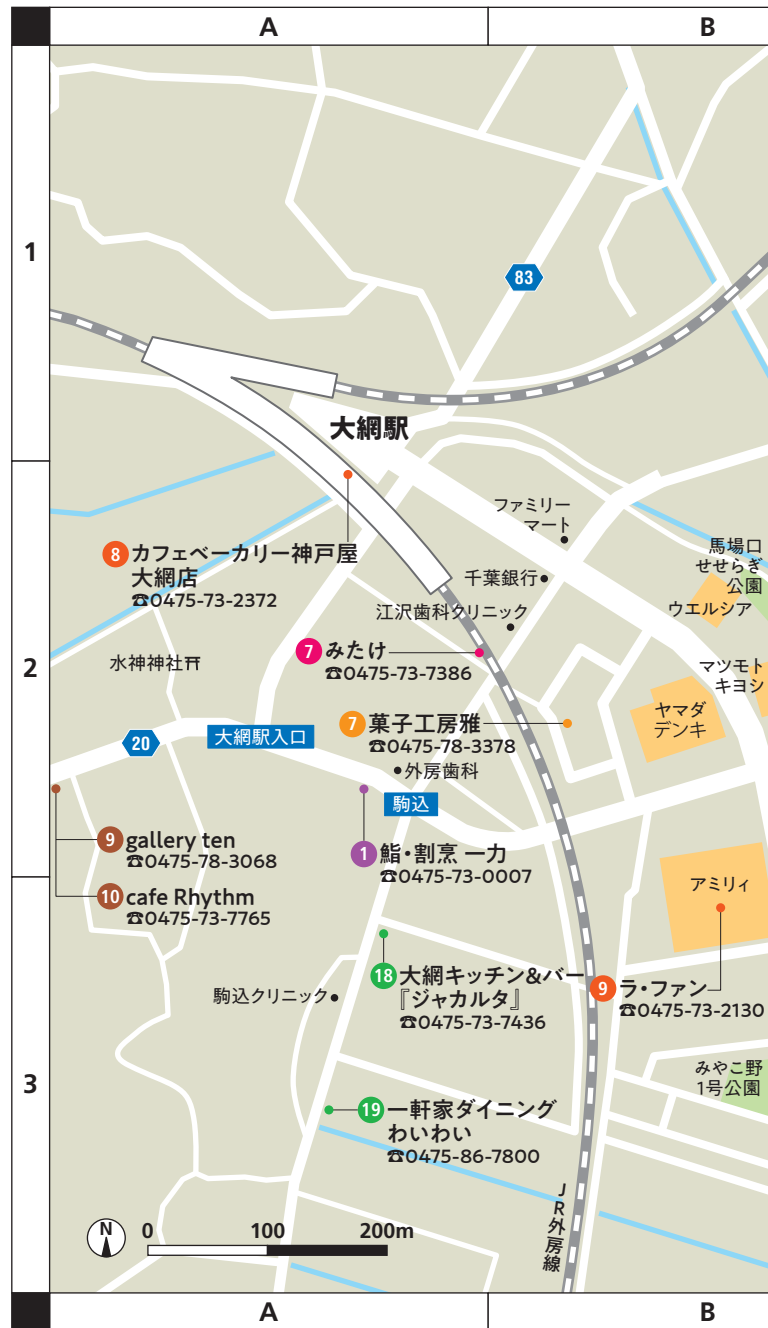 A
B
1
83
大網駅
ファミリー
マート
馬場口
せせらぎ
公園
8 カフェベーカリー神戸屋
大網店
☎0475-73-2372
千葉銀行
ウエルシア
江沢歯科クリニック
2
水神神社
7 みたけ
☎0475-73-7386
マツモト
キヨシ
ヤマダ
デンキ
7 菓子工房雅
☎0475-78-3378
20
大網駅入口
外房歯科
駒込
9 gallery ten
☎0475-78-3068
1 鮨・割烹 一力
☎0475-73-0007
アミリィ
10 cafe Rhythm
☎0475-73-7765
18 大網キッチン&バー
『ジャカルタ』
☎0475-73-7436
9 ラ・ファン
☎0475-73-2130
駒込クリニック
3
みやこ野
1号公園
19 一軒家ダイニング
わいわい
☎0475-86-7800
JR外房線
N
0 100 200m
A
B